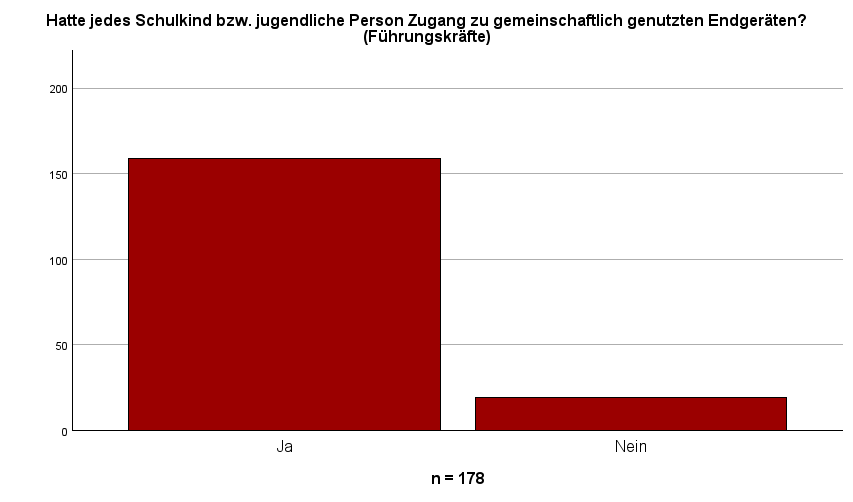 Hatte jedes Schulkind bzw. jugendliche Person Zugang zu gemeinschaftlich genutzten Endgeräten?
(Führungskräfte)
200
150
100
50
0
Ja Nein
n = 178